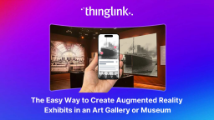 thinglink.
The Easy Way to Create Augmented Reality
Exhibits in an Art Gallery or Museum